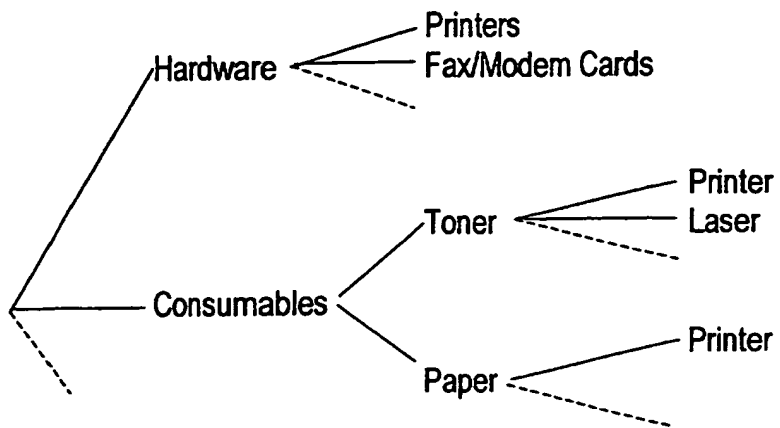 Printers
Hardware
Fax/Modem Cards
Printer
Toner
Laser
Consumables
Printer
Paper